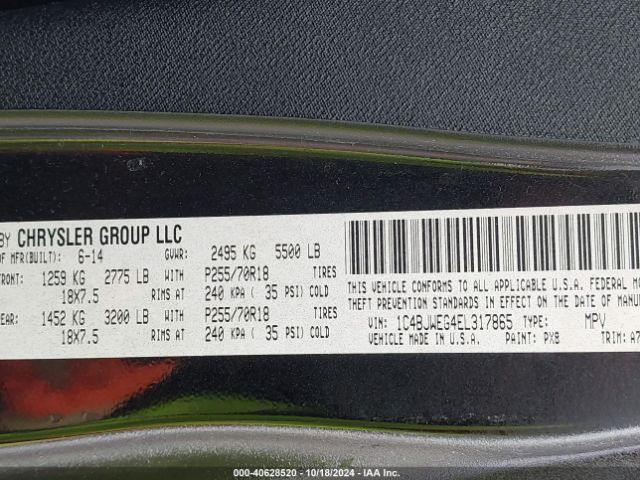 BY CHRYSLER GROUP LLC
OF MFR(BUILT): 6-14 GVWR: 2495 KG 5500 LB
FRONT: 1259 KG 2775 LB WITH P255/70R18 TIRES
18X7.5 RIMS AT 240 KPA ( 35 PSI) COLD
EAR: 1452 KG 3200 LB WITH P255/70R18 TIRES
18X7.5 RIMS AT 240 KPA ( 35 PSI) COLD
THIS VEHICLE CONFORMS TO ALL APPLICABLE U.S.A. FEDERAL MO
THEFT PREVENTION STANDARDS IN EFFECT ON THE DATE OF
VIN: 1C4BJWEG4EL317865 TYPE: MPV
VEHICLE MADE IN U.S.A. PAINT: PX8 TRIM: A7
000-40628520 | 10/18/2024 | IAA Inc.